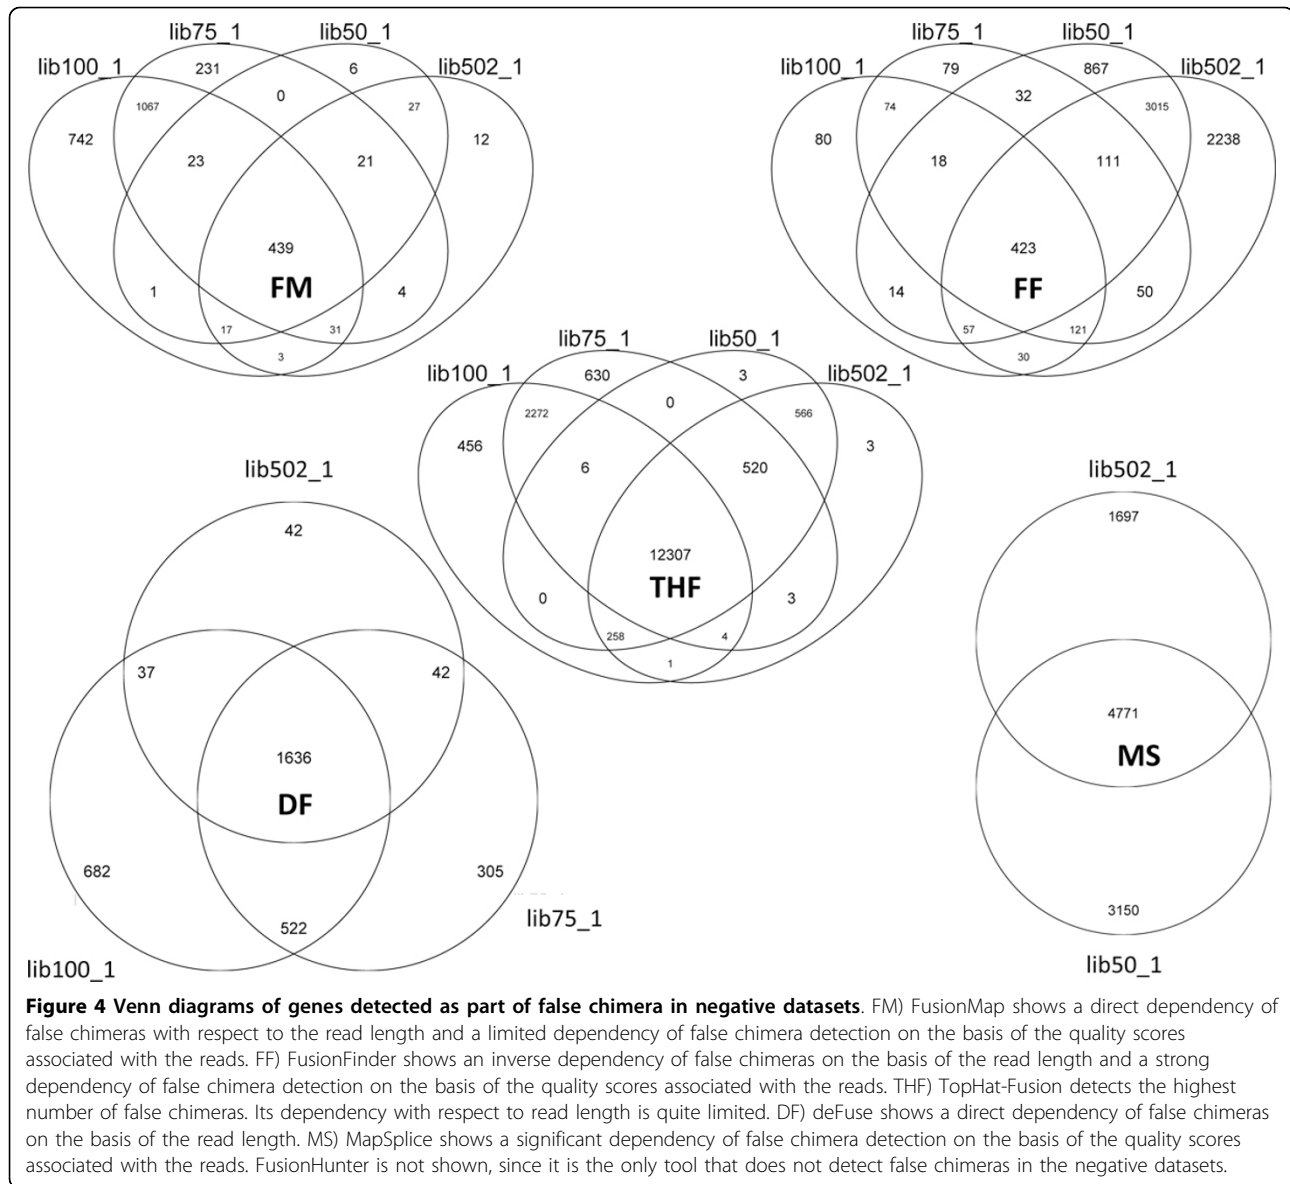 lib75_1 lib50_1
lib100_1 lib502_1
231 6
0
1067 27
742 12
23 21
439
FM
1 4
17 31
3
lib75_1 lib50_1
lib100_1 lib502_1
79 867
32
74 3015
80 2238
18 111
423
FF
14 50
57 121
30
lib75_1 lib50_1
lib100_1 lib502_1
630 3
0
2272 566
456 3
6 520
12307
THF
0 3
258 4
1
lib502_1
42
37 42
1636
DF
682 305
522
lib75_1
lib100_1
lib502_1
1697
4771
MS
3150
lib50_1
Figure 4 Venn diagrams of genes detected as part of false chimera in negative datasets. FM) FusionMap shows a direct dependency of
false chimeras with respect to the read length and a limited dependency of false chimera detection on the basis of the quality scores
associated with the reads. FF) FusionFinder shows an inverse dependency of false chimeras on the basis of the read length and a strong
dependency of false chimera detection on the basis of the quality scores associated with the reads. THF) TopHat-Fusion detects the highest
number of false chimeras. Its dependency with respect to read length is quite limited. DF) deFuse shows a direct dependency of false chimeras
on the basis of the read length. MS) MapSplice shows a significant dependency of false chimera detection on the basis of the quality scores
associated with the reads. FusionHunter is not shown, since it is the only tool that does not detect false chimeras in the negative datasets.